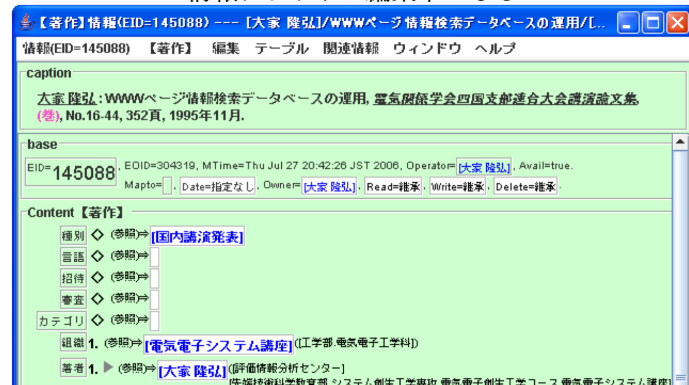 【著作】情報(EID=145088) --- [大家 隆弘]/WWWページ情報検索データベースの運用/[...
情報(EID=145088) 【著作】 編集 テーブル 関連情報 ウィンドウ ヘルプ
caption
大家 隆弘 : WWWページ情報検索データベースの運用, 電気関係学会四国支部連合大会講演論文集,
(巻), No.16-44, 352頁, 1995年11月.
base
EID=145088, EOID=304319, MTime=Thu Jul 27 20:42:26 JST 2006, Operator=[大家 隆弘], Avail=true.
Mapto= , Date=指定なし, Owner=[大家 隆弘], Read=継承, Write=継承, Delete=継承.
Content【著作】
種別 ◇ (参照)⇒[国内講演発表]
言語 ◇ (参照)⇒
招待 ◇ (参照)⇒
審査 ◇ (参照)⇒
カテゴリ ◇ (参照)⇒
組織 1. (参照)⇒[電気電子システム講座]([工学部.電気電子工学科])
著者 1. ▶ (参照)⇒[大家 隆弘]([評価情報分析センター]